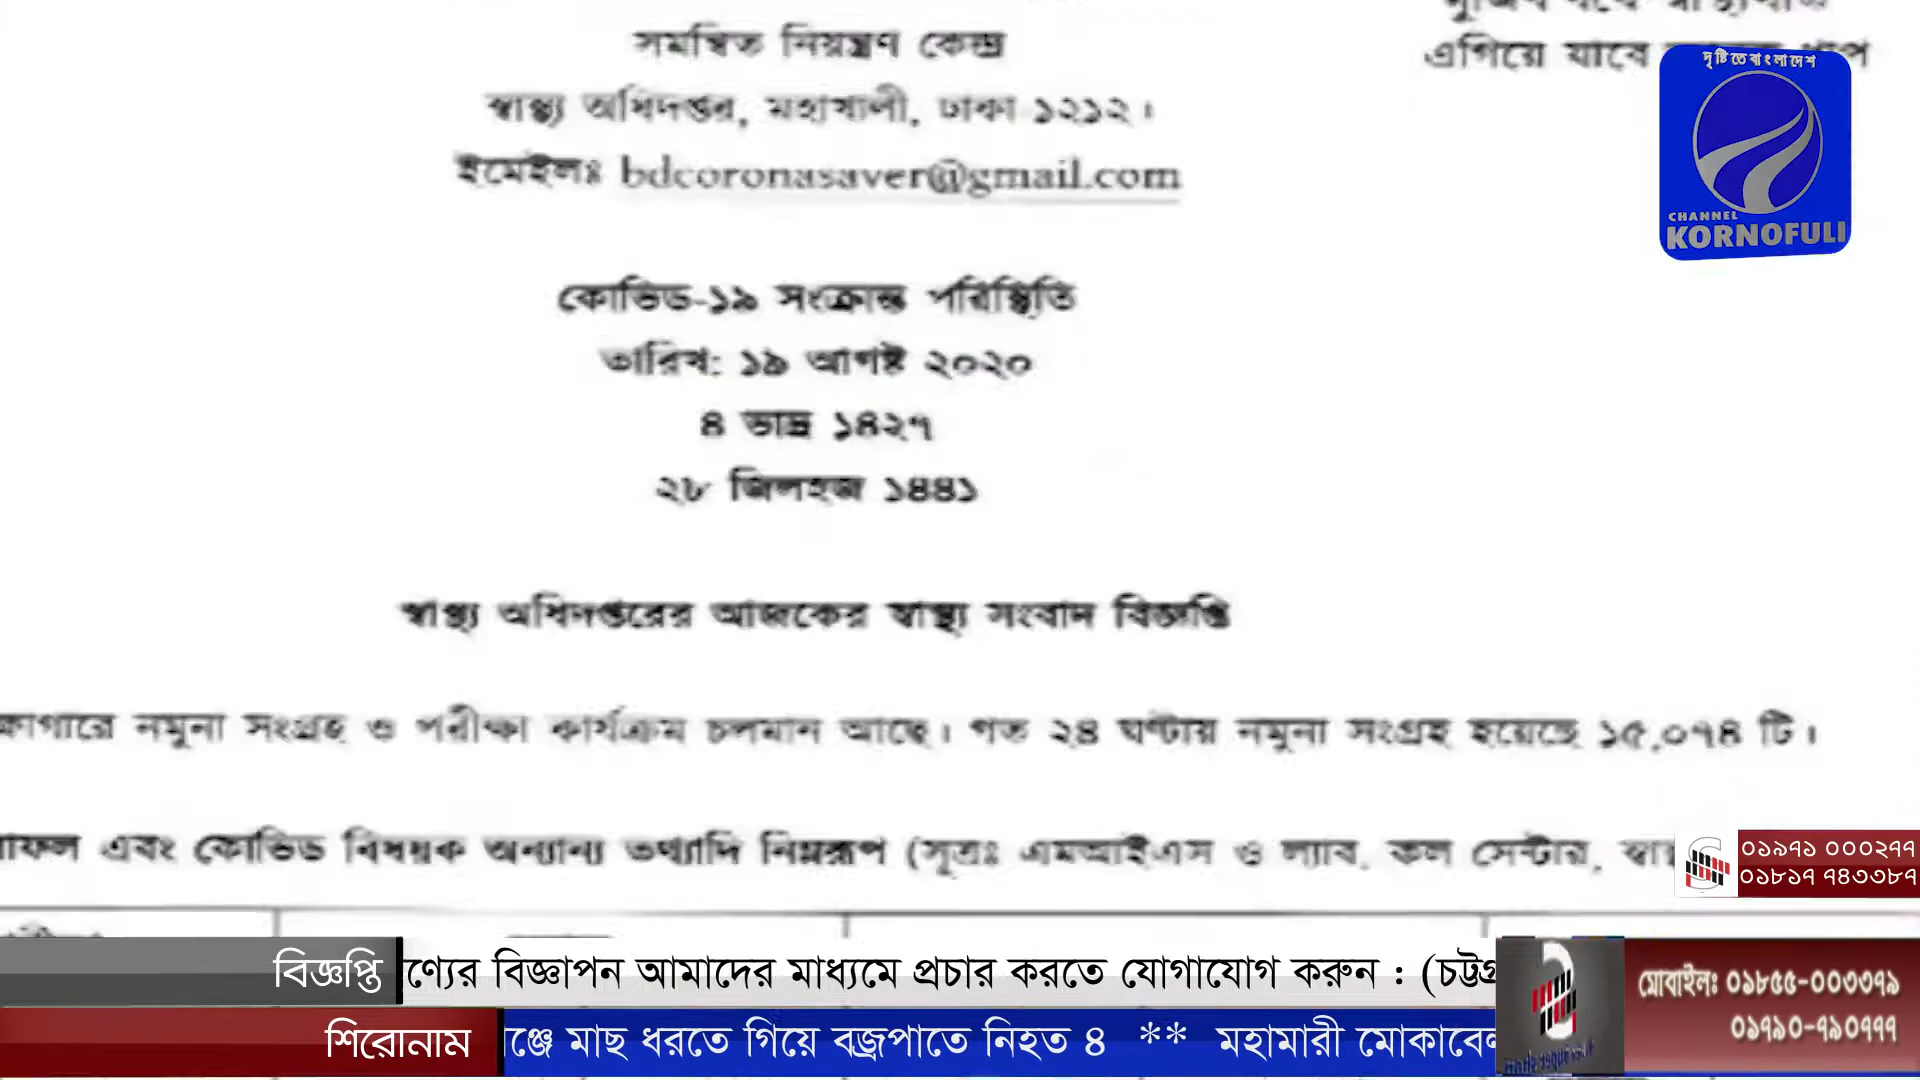 সমন্বিত নিয়ন্ত্রণ কেন্দ্র
এগিয়ে যাবে
স্বাস্থ্য অধিদপ্তর, মহাখালী, ঢাকা ১২১২।
ইমেইলঃ bdcoronasaver@gmail.com
দৃষ্টিতে বাংলাদেশ
CHANNEL
KORNOFULI
কোভিড-১৯ সংক্রান্ত পরিস্থিতি
তারিখ: ১৯ আগষ্ট ২০২০
৪ ভাদ্র ১৪২৭
২৮ জিলহজ ১৪৪১
স্বাস্থ্য অধিদপ্তরের আজকের স্বাস্থ্য সংবাদ বিজ্ঞপ্তি
ক্ষাগারে নমুনা সংগ্রহ ও পরীক্ষা কার্যক্রম চলমান আছে। গত ২৪ ঘণ্টায় নমুনা সংগ্রহ হয়েছে ১৫,০৭৪ টি।
াফল এবং কোভিড বিষয়ক অন্যান্য তথ্যাদি নিম্নরূপ (সূত্রঃ এমআইএস ও ল্যাব, কল সেন্টার,
০১৯৭১ ০০০২৭৭
০১৮১৭ ৭৪৩৩৮৭
বিজ্ঞপ্তি
ণ্যের বিজ্ঞাপন আমাদের মাধ্যমে প্রচার করতে যোগাযোগ করুন : (চট্টগ্র
মোবাইলঃ ০১৮৫৫-০০৩৩৭৯
০১৭৯০-৭৯০৭৭৭
শিরোনাম
ঞ্জে মাছ ধরতে গিয়ে বজ্রপাতে নিহত ৪ ** মহামারী মোকাবেল